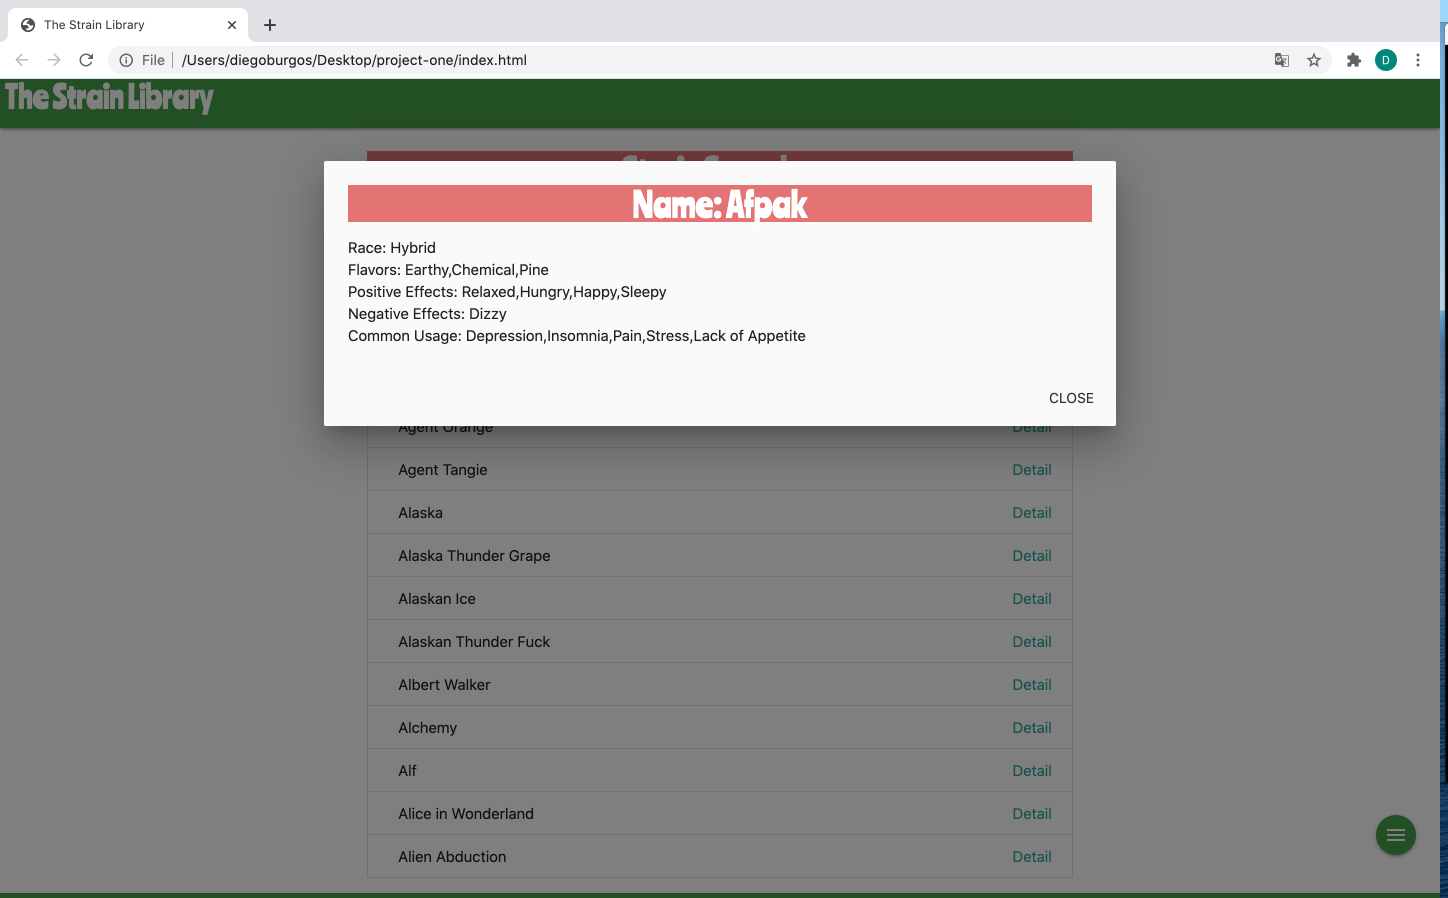 The Strain Library
File /Users/diegoburgos/Desktop/project-one/index.html
D
The Strain Library
Name: Afpak
Race: Hybrid
Flavors: Earthy,Chemical,Pine
Positive Effects: Relaxed,Hungry,Happy,Sleepy
Negative Effects: Dizzy
Common Usage: Depression,Insomnia,Pain,Stress,Lack of Appetite
CLOSE
Agent Orange Detail
Agent Tangie Detail
Alaska Detail
Alaska Thunder Grape Detail
Alaskan Ice Detail
Alaskan Thunder Fuck Detail
Albert Walker Detail
Alchemy Detail
Alf Detail
Alice in Wonderland Detail
Alien Abduction Detail